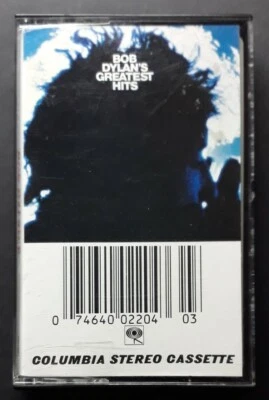 BOB
DYLAN'S
GREATEST
HITS
0 74640 02204 03
COLUMBIA STEREO CASSETTE